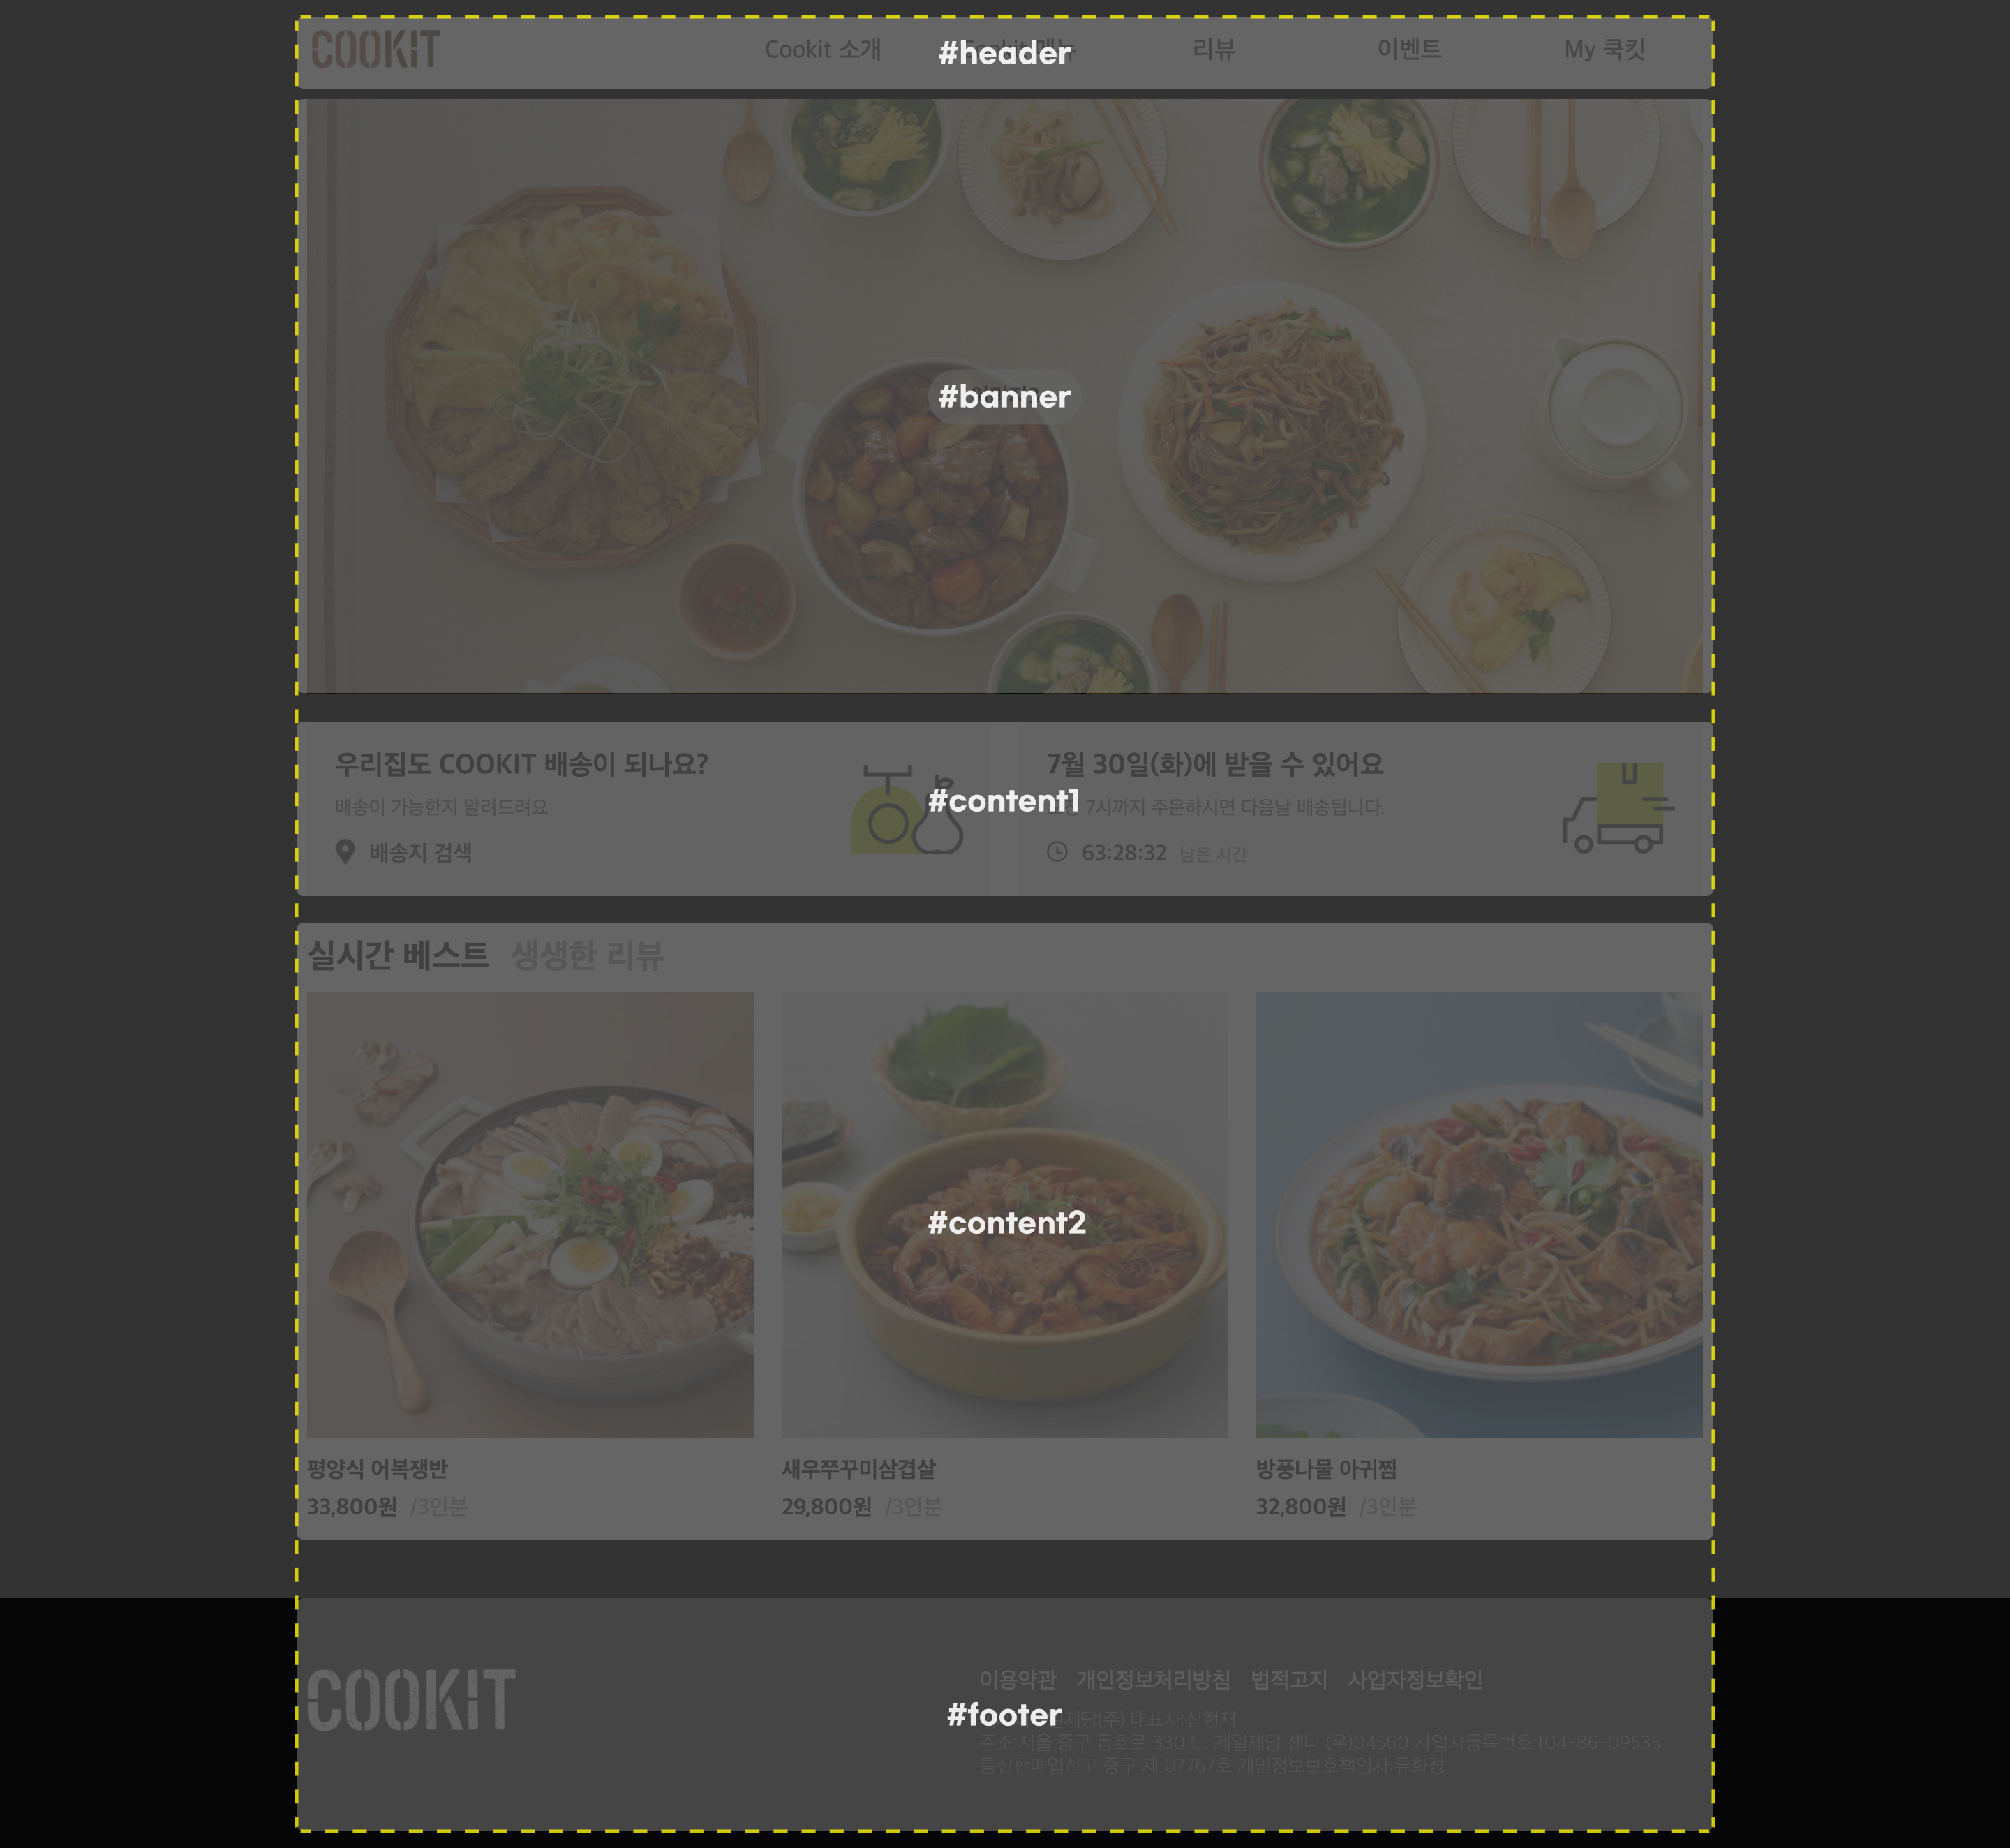 COOKIT
Cookit 소개
#header
리뷰
이벤트
My 쿡킷
#banner
우리집도 COOKIT 배송이 되나요?
배송이 가능한지 알려드려요
배송지 검색
#content1
7월 30일(화)에 받을 수 있어요
7시까지 주문하시면 다음날 배송됩니다.
63:28:32 남은 시간
실시간 베스트 생생한 리뷰
#content2
평양식 어복쟁반
33,800원 /3인분
새우쭈꾸미삼겹살
29,800원 /3인분
방풍나물 아귀찜
32,800원 /3인분
COOKIT
이용약관 개인정보처리방침 법적고지 사업자정보확인
#footer
제당(주) 대표자:신현재
주소:서울 중구 동호로 330 CJ 제일제당 센터 (우)04560 사업자등록번호:104-86-09535
통신판매업신고 중구 제 07767호 개인정보보호책임자:류화정